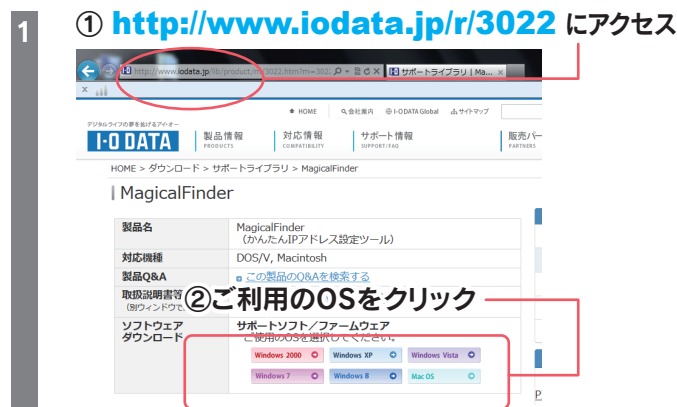 1
① http://www.iodata.jp/r/3022 にアクセス
サポートライブラリ | Ma...
HOME 会社案内 I-O DATA Global サイトマップ
デジタルライフの夢を拡げるアイ・オー
I-O DATA
製品情報 対応情報 サポート情報 販売パー
PRODUCTS COMPATIBILITY SUPPORT/FAQ PARTNERS
HOME > ダウンロード > サポートライブラリ > MagicalFinder
MagicalFinder
製品名 MagicalFinder
(かんたんIPアドレス設定ツール)
対応機種 DOS/V, Macintosh
製品Q&A この製品のQ&Aを検索する
取扱説明書等
②ご利用のOSをクリック
ソフトウェア サポートソフト/ファームウェア
ダウンロード ご使用のOSを選択してください。
Windows 2000 Windows XP Windows Vista
Windows 7 Windows 8 Mac OS
P